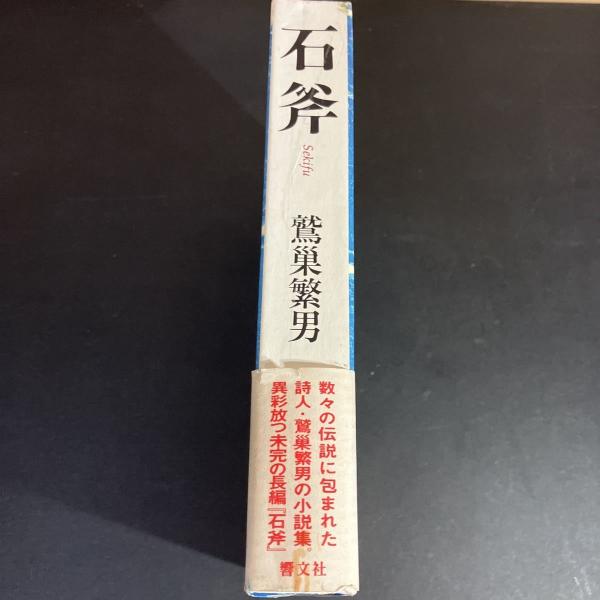 石斧
Sekifu
鷲巣繁男
数々の伝説に包まれた
詩人・鷲巣繁男の小説集。
異彩放つ未完の長編『石斧』
響文社